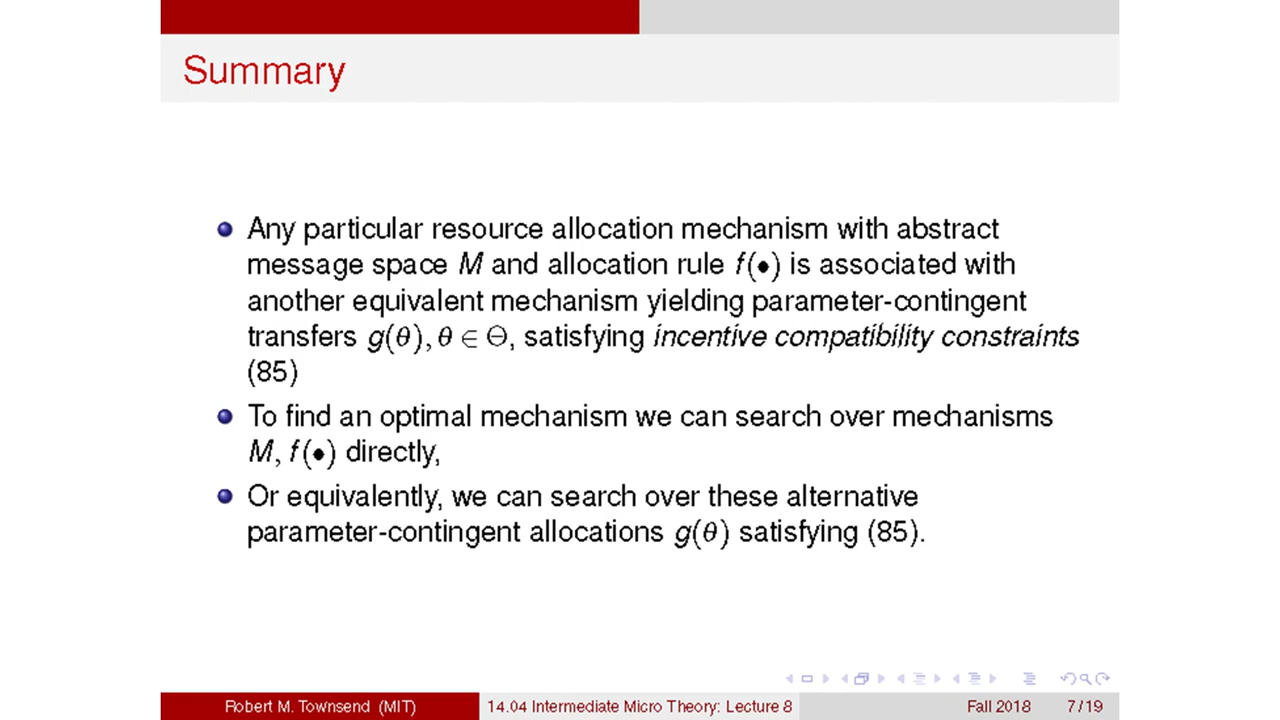 Summary
Any particular resource allocation mechanism with abstract
message space M and allocation rule f(•) is associated with
another equivalent mechanism yielding parameter-contingent
transfers g(θ), θ ∈ Θ, satisfying incentive compatibility constraints
(85)
To find an optimal mechanism we can search over mechanisms
M, f(•) directly,
Or equivalently, we can search over these alternative
parameter-contingent allocations g(θ) satisfying (85).
Robert M. Townsend (MIT) 14.04 Intermediate Micro Theory: Lecture 8 Fall 2018 7 / 19